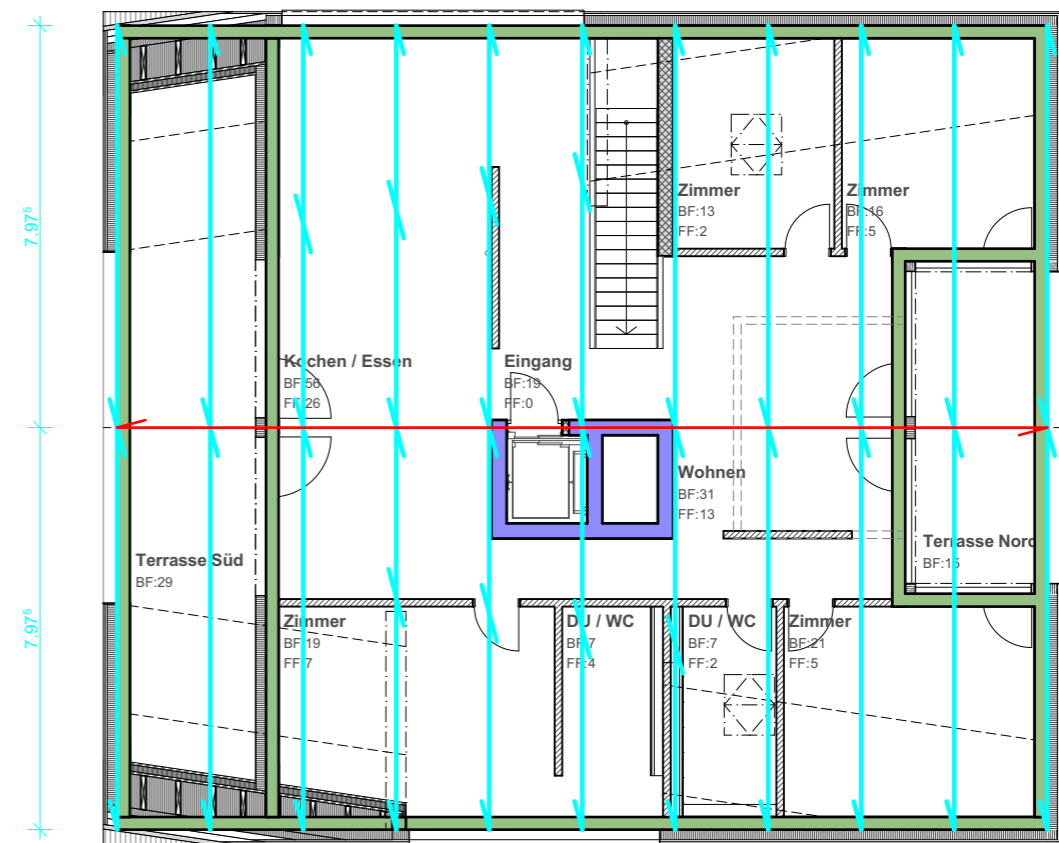 7.97⁵
7.97⁵
Zimmer
BF:13
FF:2
Zimmer
BF:16
FF:5
Kochen / Essen
BF:56
FF:26
Eingang
BF:19
FF:0
Wohnen
BF:31
FF:13
Terrasse Süd
BF:29
Terrasse Nord
BF:15
Zimmer
BF:19
FF:7
DU / WC
BF:7
FF:4
DU / WC
BF:7
FF:2
Zimmer
BF:21
FF:5